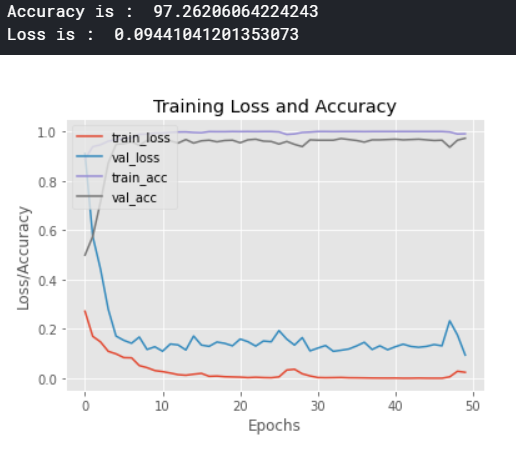 Accuracy is :  97.26206064224243
Loss is :  0.09441041201353073
Training Loss and Accuracy
train_loss
val_loss
train_acc
val_acc
Loss/Accuracy
1.0
0.8
0.6
0.4
0.2
0.0
0 10 20 30 40 50
Epochs